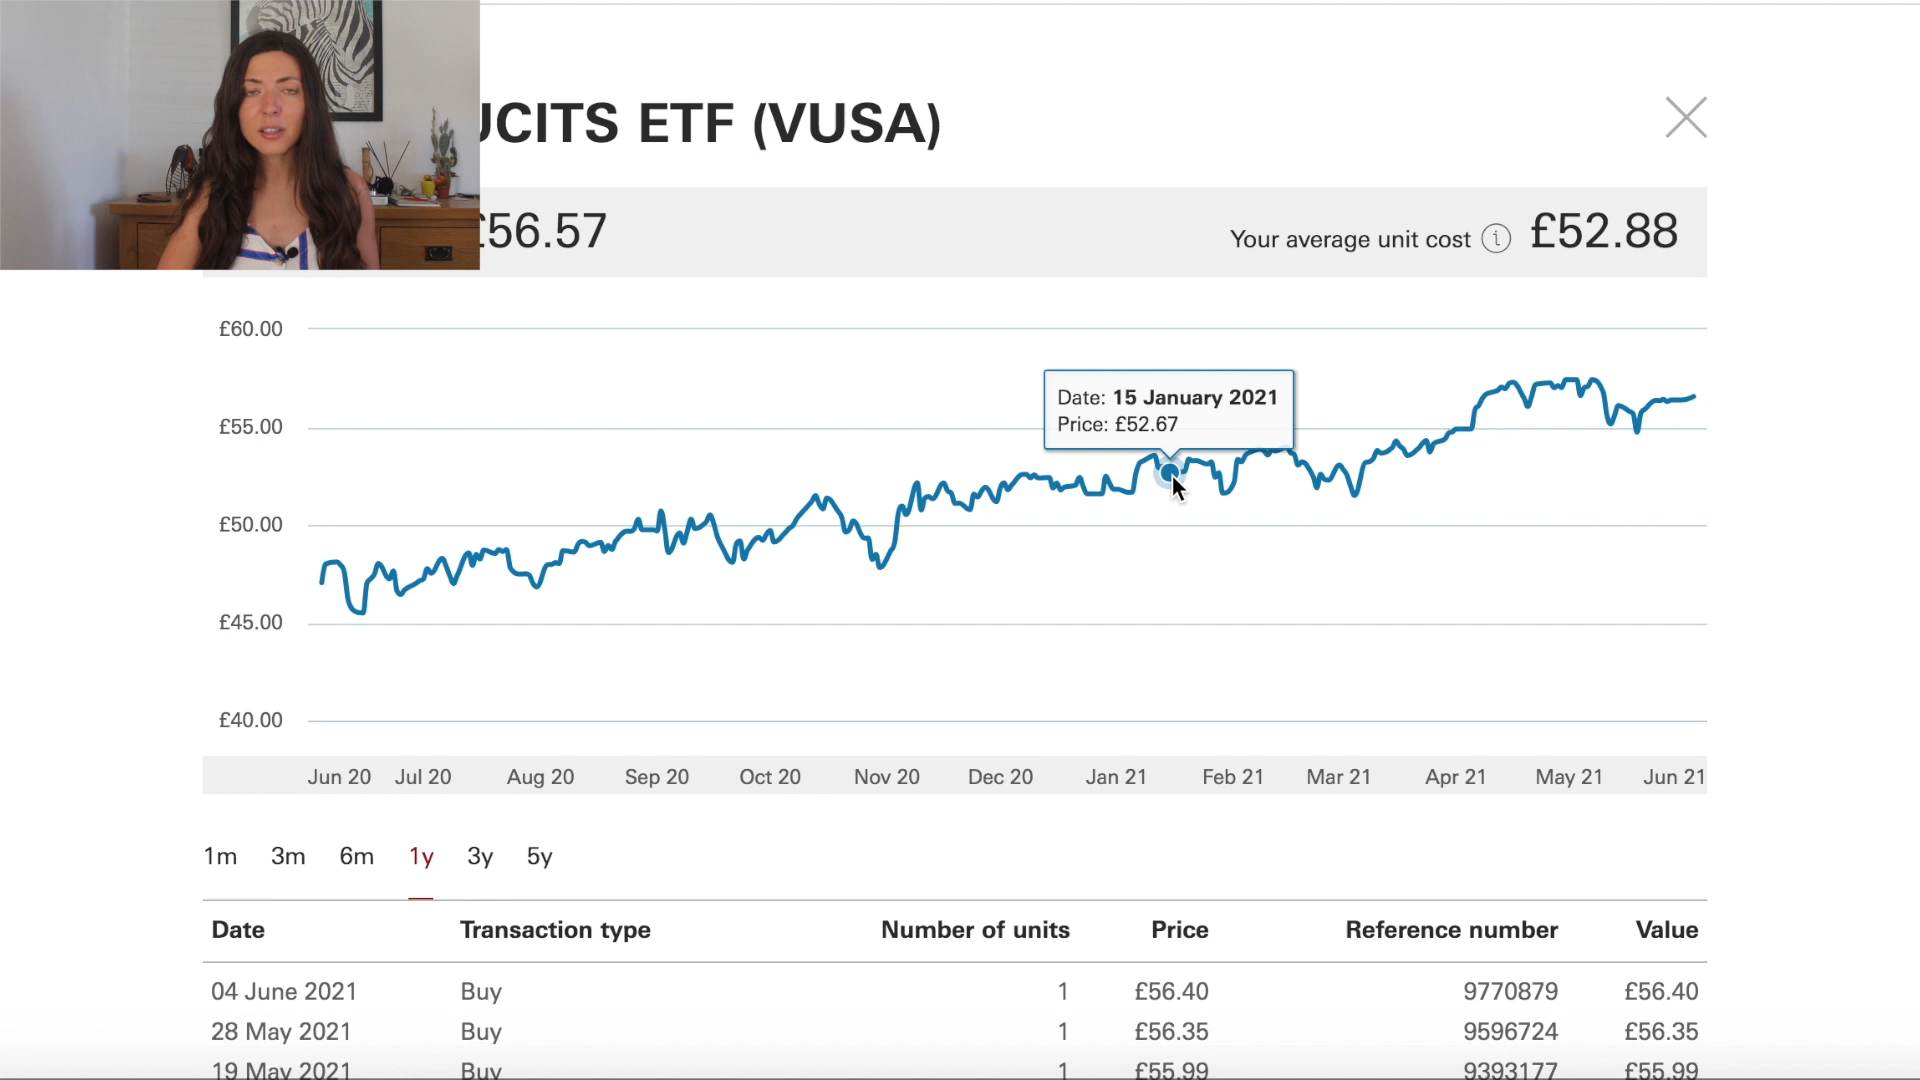 UCITS ETF (VUSA)
£56.57
Your average unit cost £52.88
£60.00
£55.00
£50.00
£45.00
£40.00
Date: 15 January 2021
Price: £52.67
Jun 20 Jul 20 Aug 20 Sep 20 Oct 20 Nov 20 Dec 20 Jan 21 Feb 21 Mar 21 Apr 21 May 21 Jun 21
1m 3m 6m 1y 3y 5y
Date Transaction type Number of units Price Reference number Value
04 June 2021 Buy 1 £56.40 9770879 £56.40
28 May 2021 Buy 1 £56.35 9596724 £56.35
19 May 2021 Buy 1 £55.99 9393177 £55.99